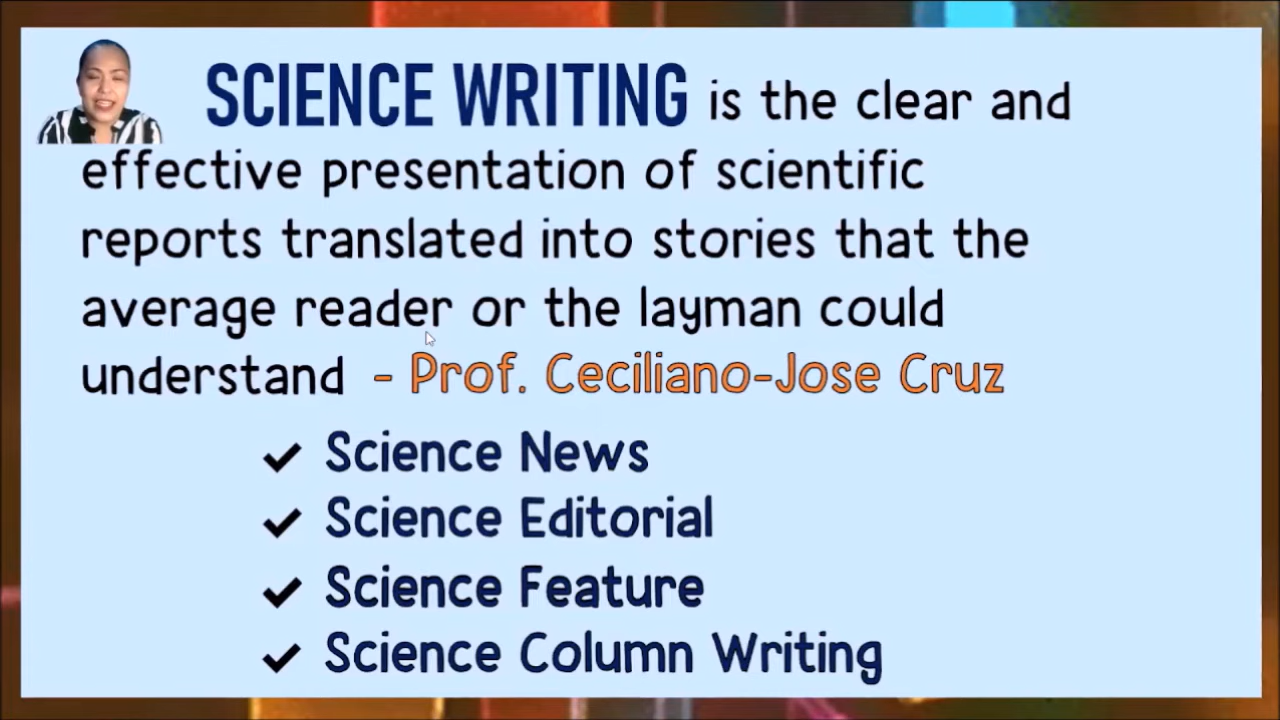 SCIENCE WRITING is the clear and
effective presentation of scientific
reports translated into stories that the
average reader or the layman could
understand - Prof. Ceciliano-Jose Cruz
✔ Science News
✔ Science Editorial
✔ Science Feature
✔ Science Column Writing